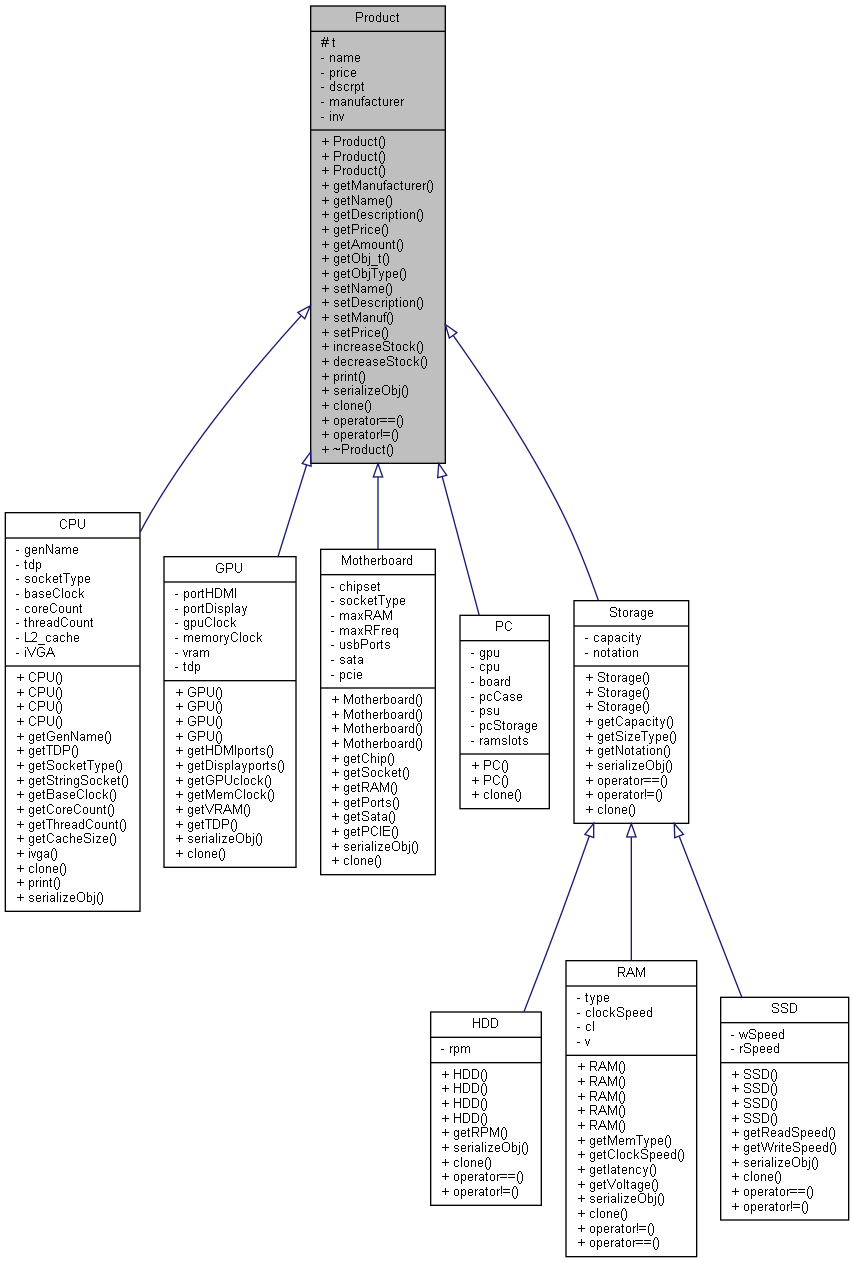 Product
# t
- name
- price
- dscrpt
- manufacturer
- inv
+ Product()
+ Product()
+ Product()
+ getManufacturer()
+ getName()
+ getDescription()
+ getPrice()
+ getAmount()
+ getObj_t()
+ getObjType()
+ setName()
+ setDescription()
+ setManuf()
+ setPrice()
+ increaseStock()
+ decreaseStock()
+ print()
+ serializeObj()
+ clone()
+ operator==()
+ operator!=()
+ ~Product()
CPU
- genName
- tdp
- socketType
- baseClock
- coreCount
- threadCount
- L2_cache
- iVGA
+ CPU()
+ CPU()
+ CPU()
+ CPU()
+ getGenName()
+ getTDP()
+ getSocketType()
+ getStringSocket()
+ getBaseClock()
+ getCoreCount()
+ getThreadCount()
+ getCacheSize()
+ ivga()
+ clone()
+ print()
+ serializeObj()
GPU
- portHDMI
- portDisplay
- gpuClock
- memoryClock
- vram
- tdp
+ GPU()
+ GPU()
+ GPU()
+ GPU()
+ getHDMIports()
+ getDisplayports()
+ getGPUclock()
+ getMemClock()
+ getVRAM()
+ getTDP()
+ serializeObj()
+ clone()
Motherboard
- chipset
- socketType
- maxRAM
- maxRFreq
- usbPorts
- sata
- pcie
+ Motherboard()
+ Motherboard()
+ Motherboard()
+ Motherboard()
+ getChip()
+ getSocket()
+ getRAM()
+ getPorts()
+ getSata()
+ getPCIE()
+ serializeObj()
+ clone()
PC
- gpu
- cpu
- board
- pcCase
- psu
- pcStorage
- ramslots
+ PC()
+ PC()
+ clone()
Storage
- capacity
- notation
+ Storage()
+ Storage()
+ Storage()
+ getCapacity()
+ getSizeType()
+ getNotation()
+ serializeObj()
+ operator==()
+ operator!=()
+ clone()
HDD
- rpm
+ HDD()
+ HDD()
+ HDD()
+ HDD()
+ getRPM()
+ serializeObj()
+ clone()
+ operator==()
+ operator!=()
RAM
- type
- clockSpeed
- cl
- v
+ RAM()
+ RAM()
+ RAM()
+ RAM()
+ RAM()
+ getMemType()
+ getClockSpeed()
+ getlatency()
+ getVoltage()
+ serializeObj()
+ clone()
+ operator!=()
+ operator==()
SSD
- wSpeed
- rSpeed
+ SSD()
+ SSD()
+ SSD()
+ SSD()
+ getReadSpeed()
+ getWriteSpeed()
+ serializeObj()
+ clone()
+ operator==()
+ operator!=()